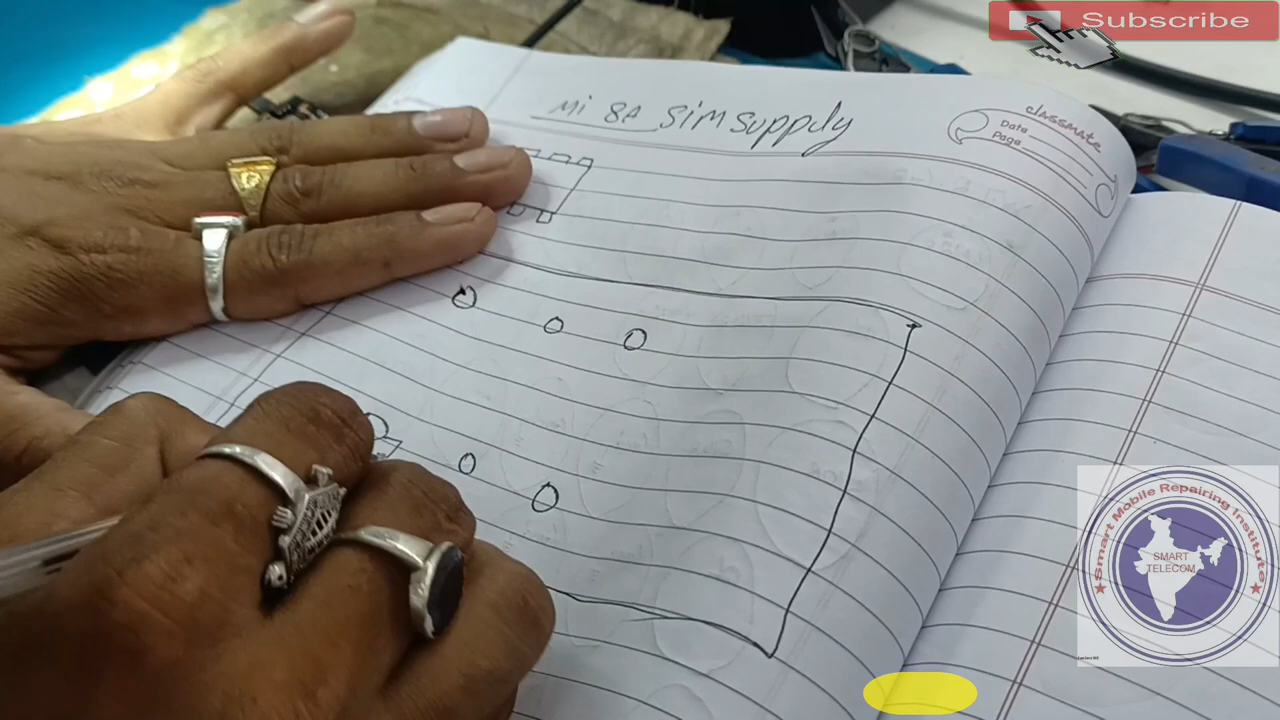 Subscribe
Mi 8A Sim supply
classmate
Date
Page
Smart Mobile Repairing Institute
SMART
TELECOM